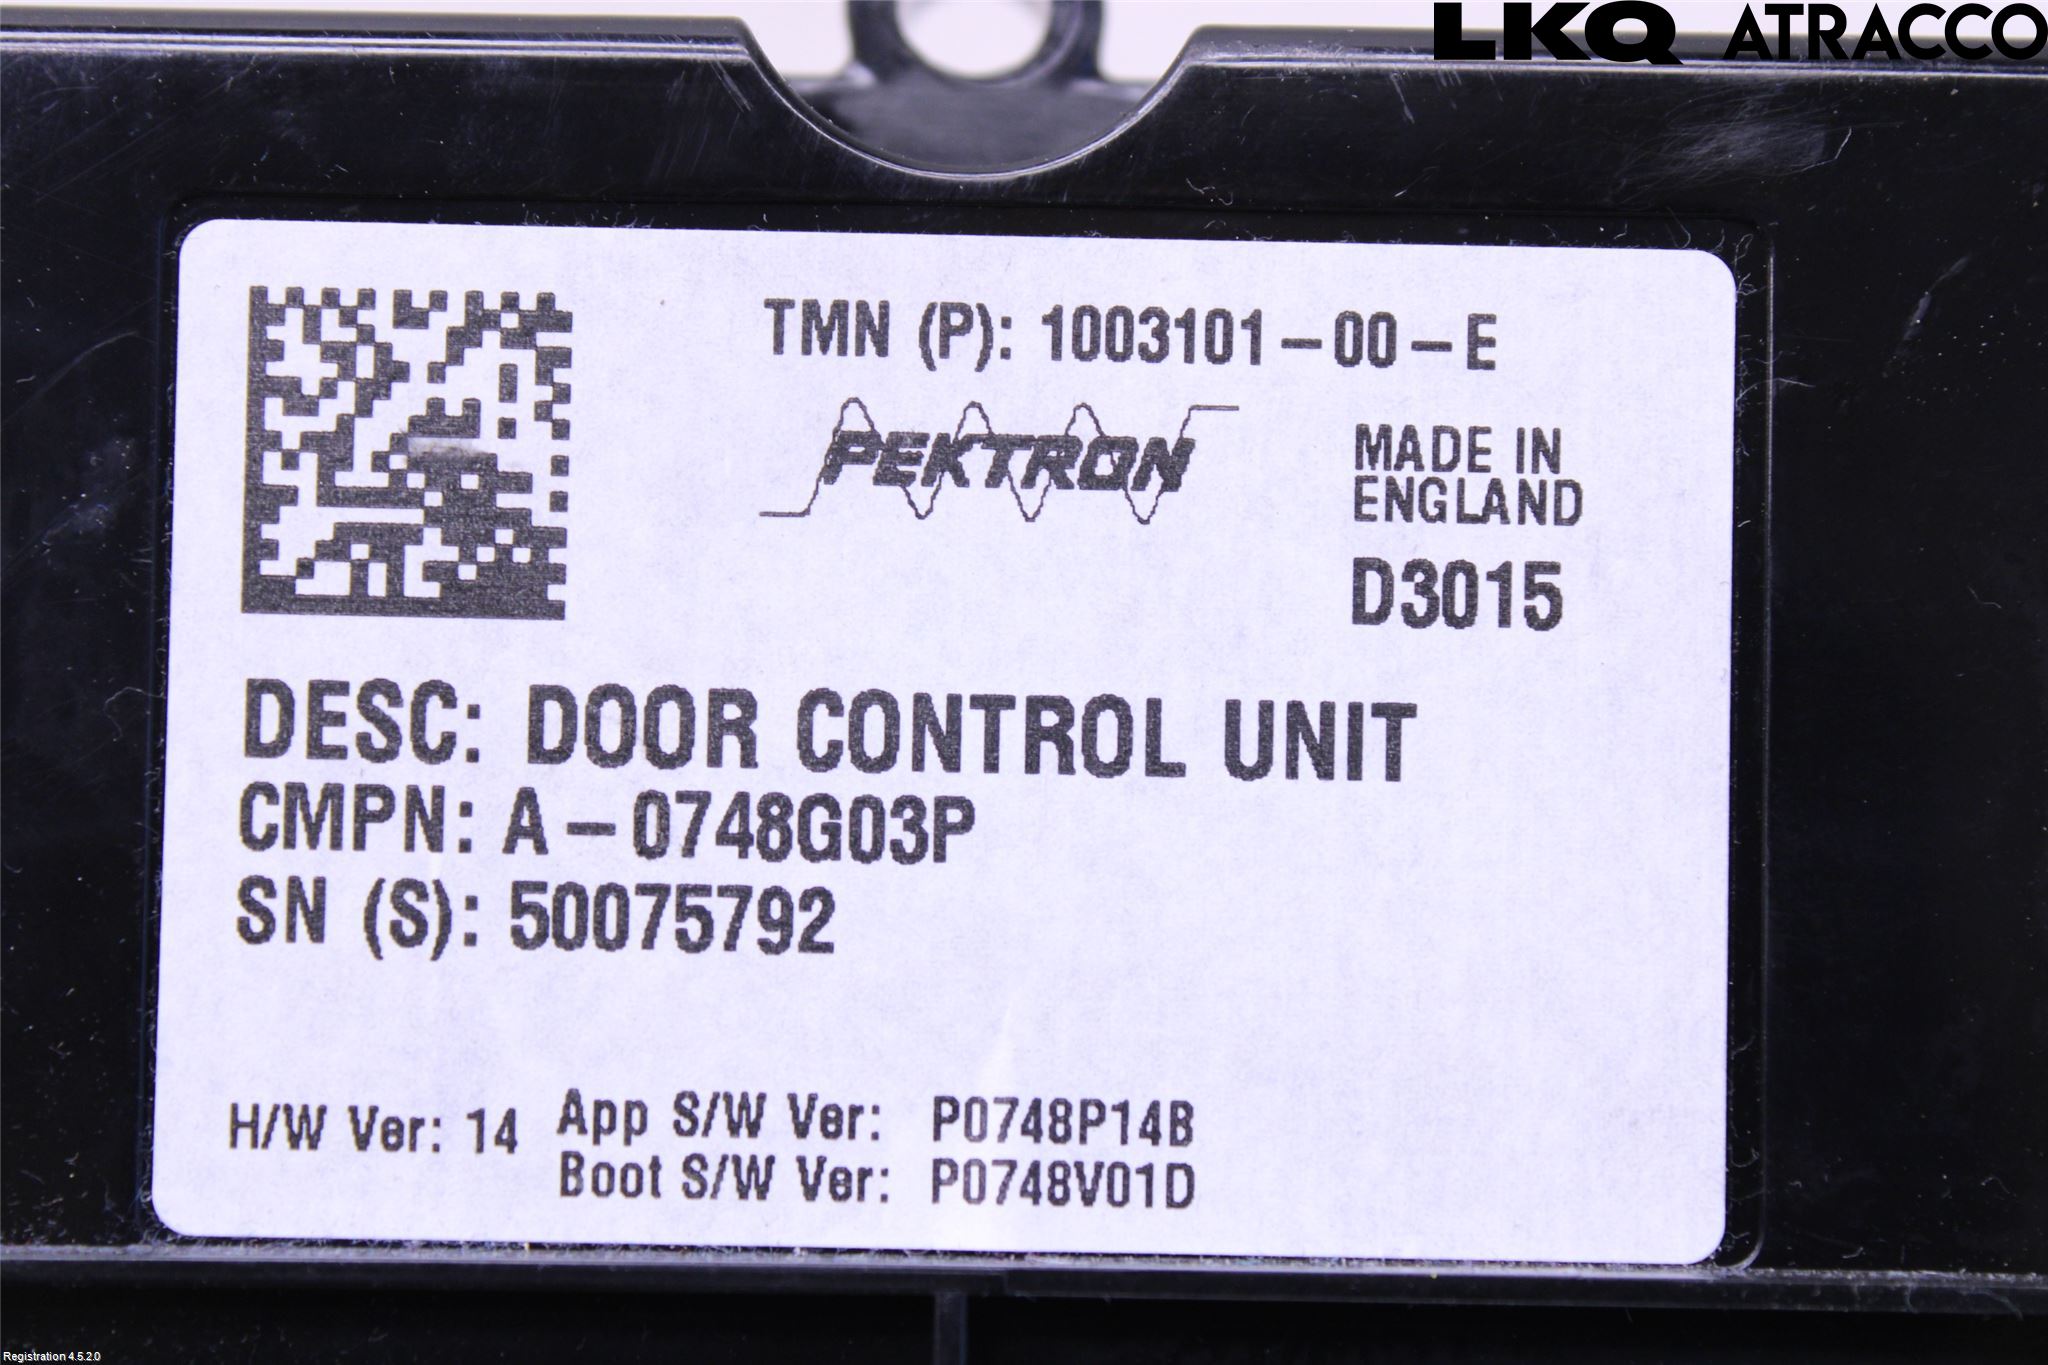 LKQ ATRACCO
TMN (P): 1003101-00-E
PEKTRON
MADE IN
ENGLAND
D3015
DESC: DOOR CONTROL UNIT
CMPN: A-0748G03P
SN (S): 50075792
H/W Ver: 14
App S/W Ver: P0748P14B
Boot S/W Ver: P0748V01D
Registration 4.5.2.0